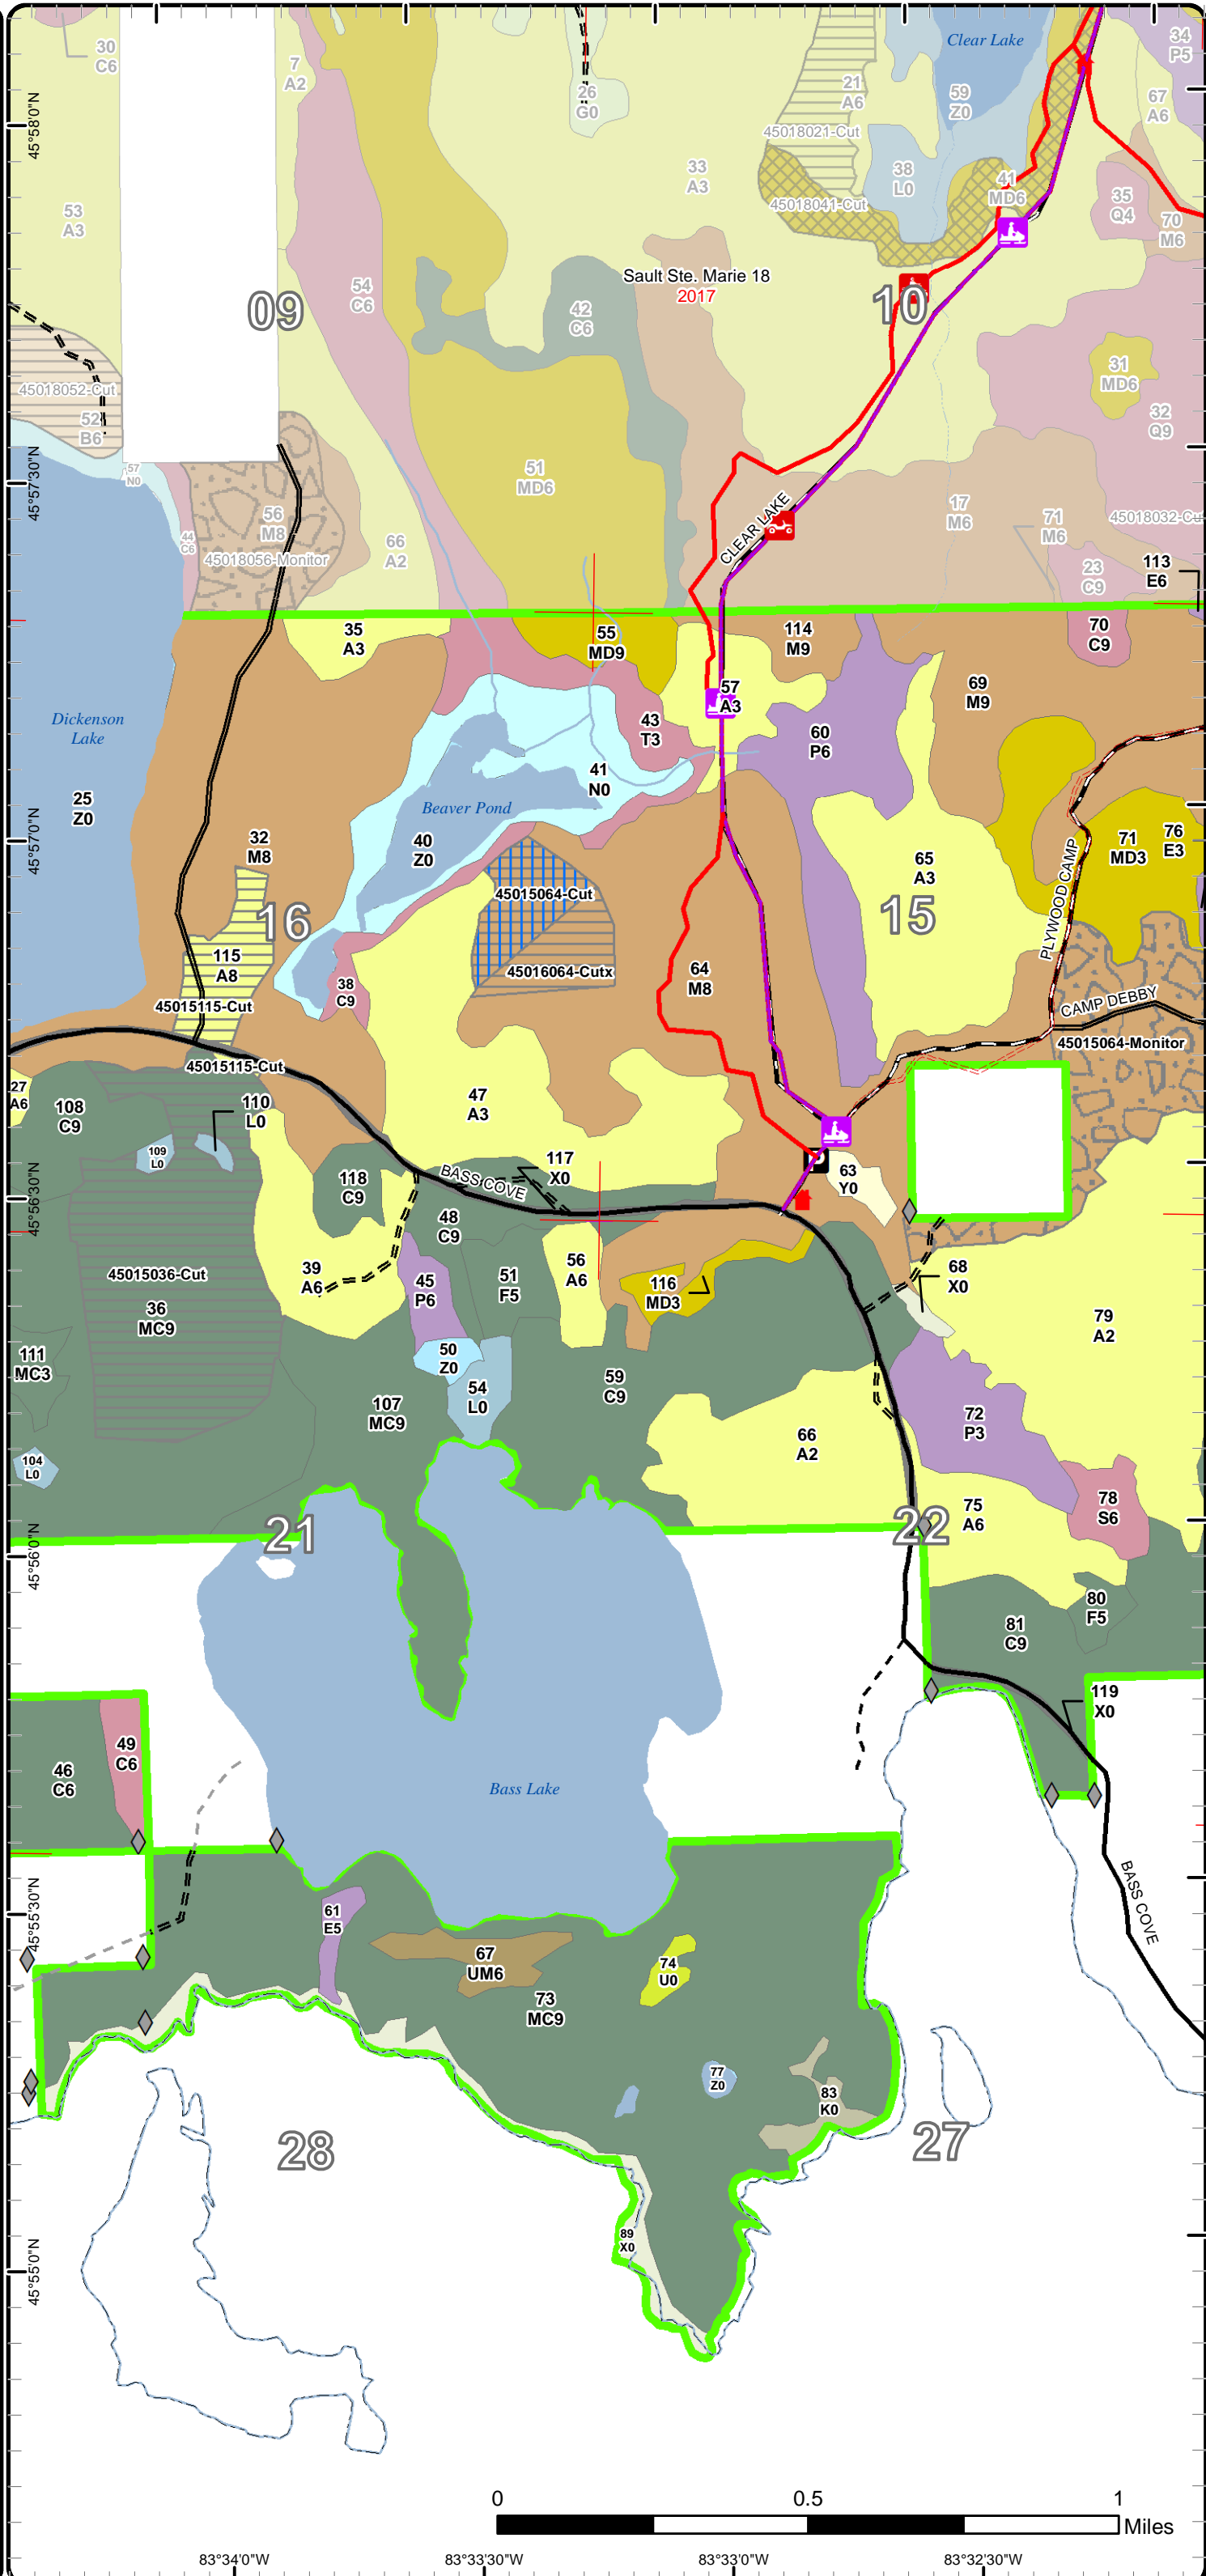 Clear Lake
30
C6
7
A2
26
G0
21
A6
59
Z0
34
P5
67
A6
45°58'0"N
45018021-Cut
33
A3
38
L0
41
MD6
35
Q4
53
A3
45018041-Cut
70
M6
54
C6
Sault Ste. Marie 18
2017
09
10
42
C6
31
MD6
45018052-Cut
52
B6
32
Q9
57
N0
45°57'30"N
51
MD6
56
M8
17
M6
71
M6
45018032-Cut
44
C6
66
A2
45018056-Monitor
CLEAR LAKE
23
C9
113
E6
35
A3
55
MD9
114
M9
70
C9
57
A3
69
M9
Dickenson
Lake
43
T3
60
P6
25
Z0
41
N0
Beaver Pond
40
Z0
32
M8
45°57'0"N
71
MD3
76
E3
65
A3
45015064-Cut
PLYWOOD CAMP
16
15
115
A8
45016064-Cutx
64
M8
38
C9
45015115-Cut
CAMP DEBBY
45015064-Monitor
45015115-Cut
27
A6
108
C9
110
L0
47
A3
109
L0
117
X0
118
C9
BASS COVE
63
Y0
45°56'30"N
48
C9
39
A6
45015036-Cut
36
MC9
45
P6
51
F5
56
A6
116
MD3
68
X0
79
A2
111
MC3
50
Z0
54
L0
59
C9
107
MC9
72
P3
66
A2
104
L0
78
S6
75
A6
21
22
45°56'0"N
80
F5
81
C9
119
X0
49
C6
46
C6
Bass Lake
BASS COVE
45°55'30"N
61
E5
67
UM6
74
U0
73
MC9
77
Z0
83
K0
28
27
89
X0
45°55'0"N
0
0.5
1
Miles
83°34'0"W
83°33'30"W
83°33'0"W
83°32'30"W